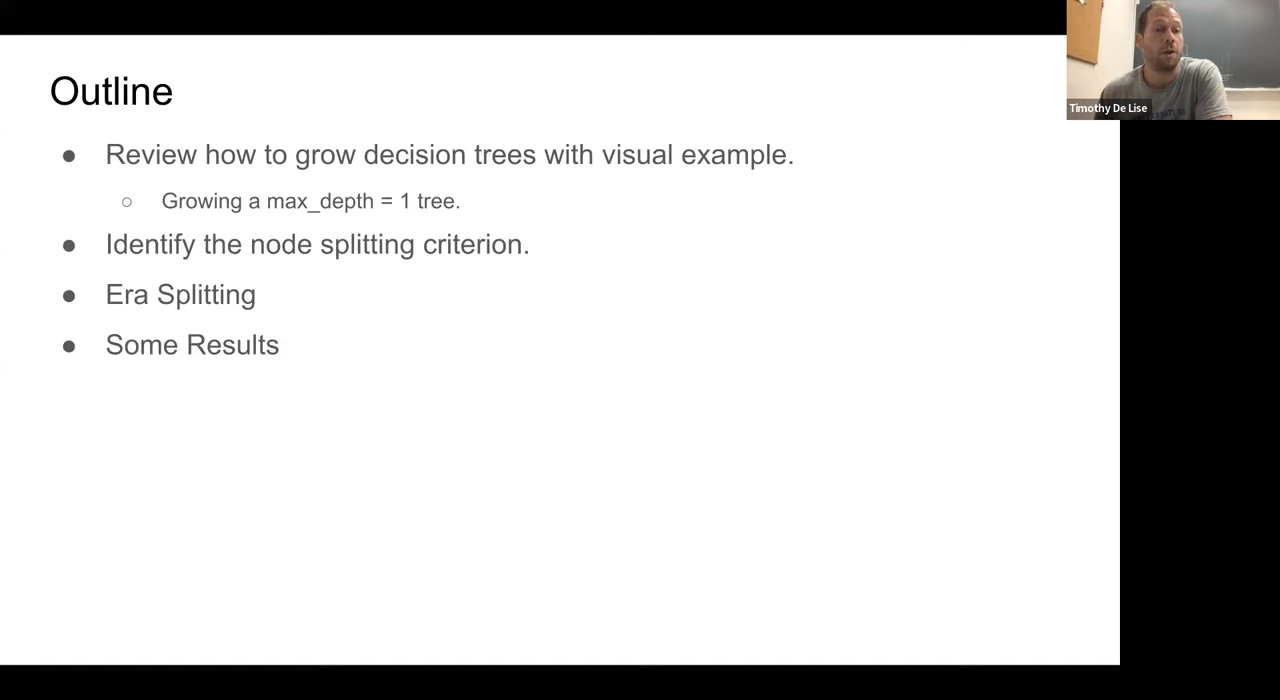 Outline
● Review how to grow decision trees with visual example.
○ Growing a max_depth = 1 tree.
● Identify the node splitting criterion.
● Era Splitting
● Some Results
Timothy De Lise